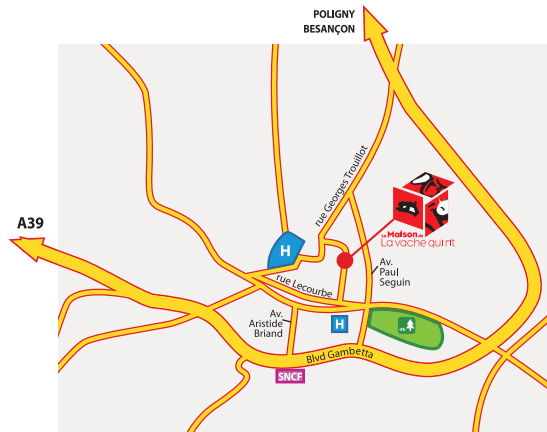 POLIGNY
BESANÇON
A39
rue Georges Trouillot
La Maison de
La vache qui rit
H
Av.
Paul
Seguin
rue Lecourbe
Av.
Aristide
Briand
H
Blvd Gambetta
SNCF